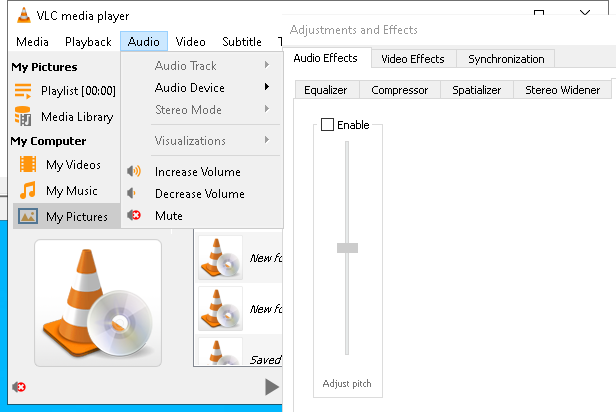 VLC media player
Media Playback Audio Video Subtitle
My Pictures
Playlist [00:00]
Media Library
My Computer
My Videos
My Music
My Pictures
Audio Track
Audio Device
Stereo Mode
Visualizations
Increase Volume
Decrease Volume
Mute
New fo
New fo
Saved
Adjustments and Effects
Audio Effects Video Effects Synchronization
Equalizer Compressor Spatializer Stereo Widener
Enable
Adjust pitch